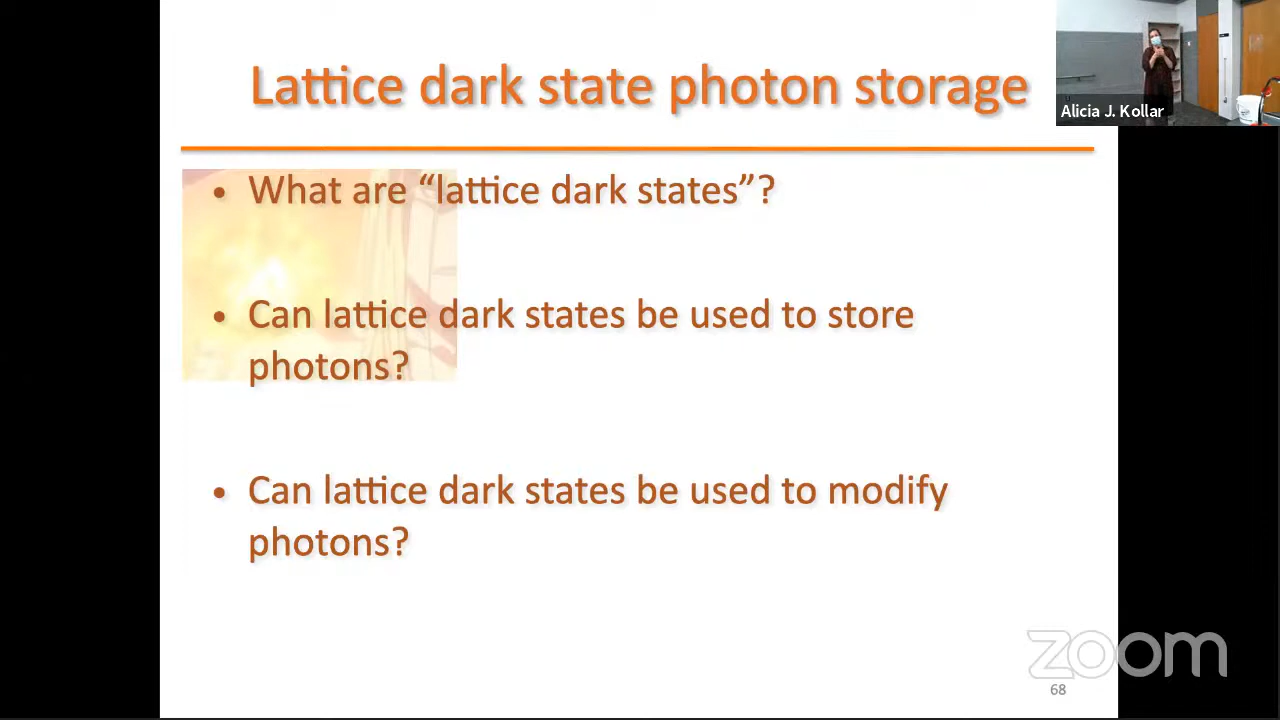 Lattice dark state photon storage
Alicia J. Kollar
• What are “lattice dark states”?
• Can lattice dark states be used to store
photons?
• Can lattice dark states be used to modify
photons?
zoom
68